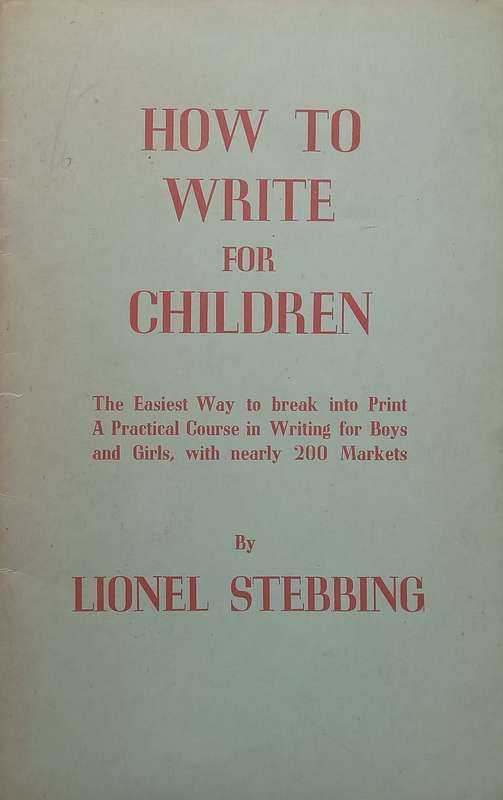 HOW TO
WRITE
FOR
CHILDREN
The Easiest Way to break into Print
A Practical Course in Writing for Boys
and Girls, with nearly 200 Markets
By
LIONEL STEBBING